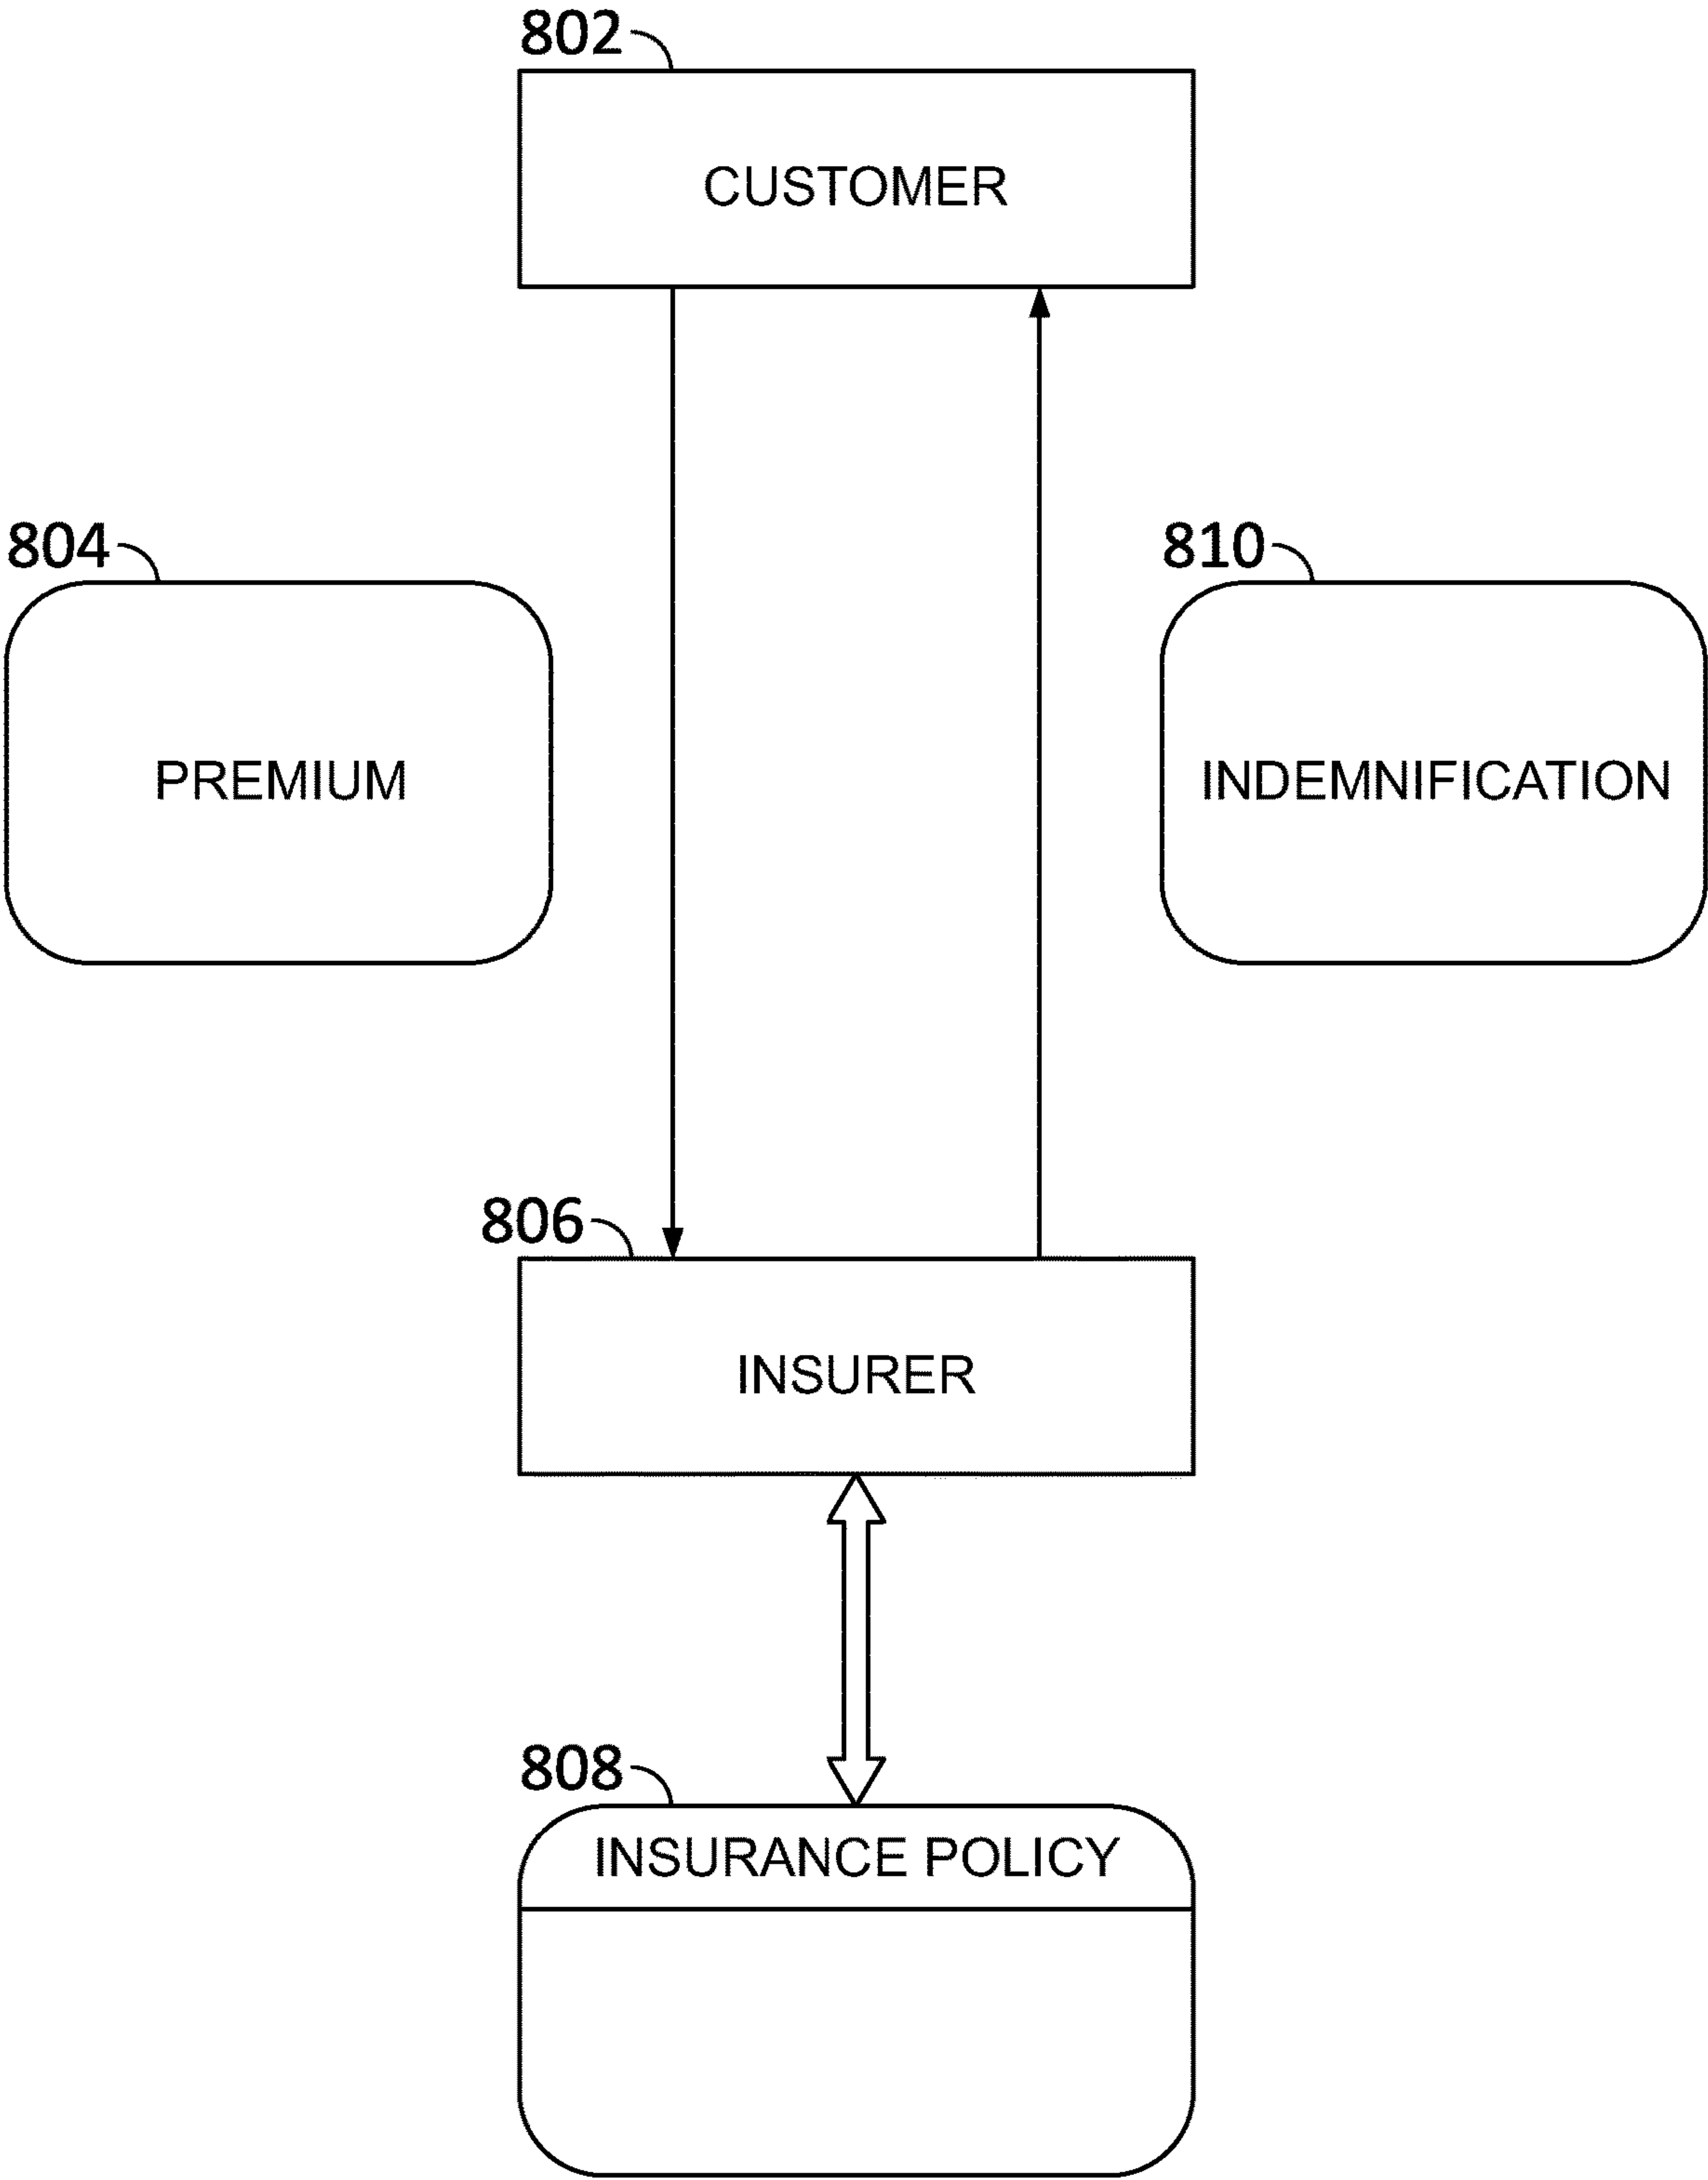 802
CUSTOMER
804
PREMIUM
810
INDEMNIFICATION
806
INSURER
808
INSURANCE POLICY